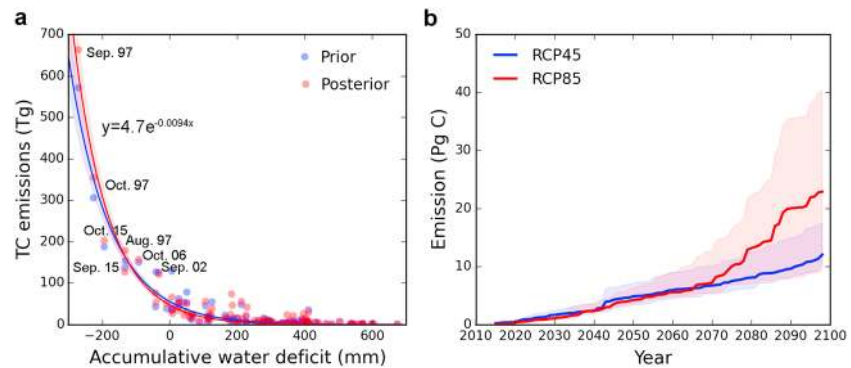 a
TC emissions (Tg)
700
600
500
400
300
200
100
0
Sep. 97
Prior
Posterior
y=4.7e^-0.0094x
Oct. 97
Oct. 15
Aug. 97
Oct. 06
Sep. 15
Sep. 02
−200 0 200 400 600
Accumulative water deficit (mm)
b
Emission (Pg C)
50
40
30
20
10
0
RCP45
RCP85
2010 2020 2030 2040 2050 2060 2070 2080 2090 2100
Year